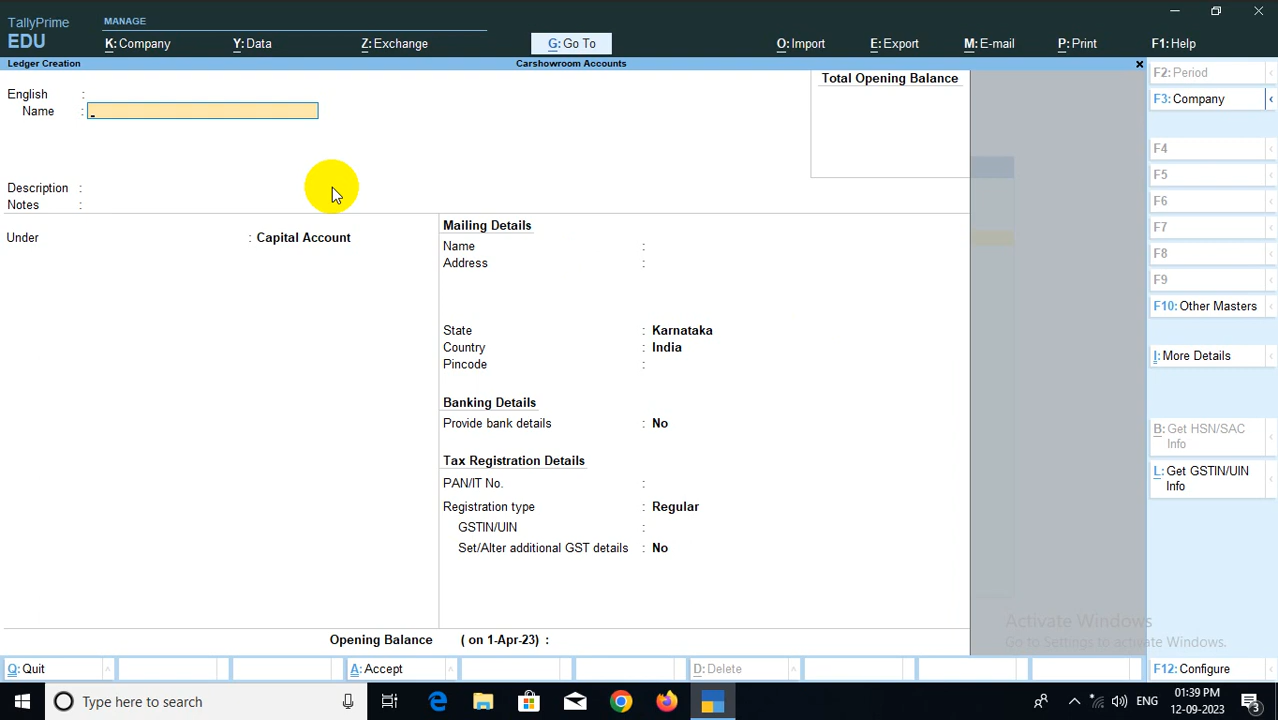 TallyPrime
EDU
MANAGE
K: Company
Y: Data
Z: Exchange
G: Go To
O: Import
E: Export
M: E-mail
P: Print
F1: Help
Ledger Creation
Carshowroom Accounts
English :
Name :
Description :
Notes :
Total Opening Balance
Under : Capital Account
Mailing Details
Name :
Address :
State : Karnataka
Country : India
Pincode :
Banking Details
Provide bank details : No
Tax Registration Details
PAN/IT No. :
Registration type : Regular
GSTIN/UIN :
Set/Alter additional GST details : No
Opening Balance ( on 1-Apr-23) :
F2: Period
F3: Company
F4
F5
F6
F7
F8
F9
F10: Other Masters
I: More Details
B: Get HSN/SAC
Info
L: Get GSTIN/UIN
Info
Activate Windows
Go to Settings to activate Windows.
Q: Quit
A: Accept
D: Delete
F12: Configure
Type here to search
ENG
01:39 PM
12-09-2023
3